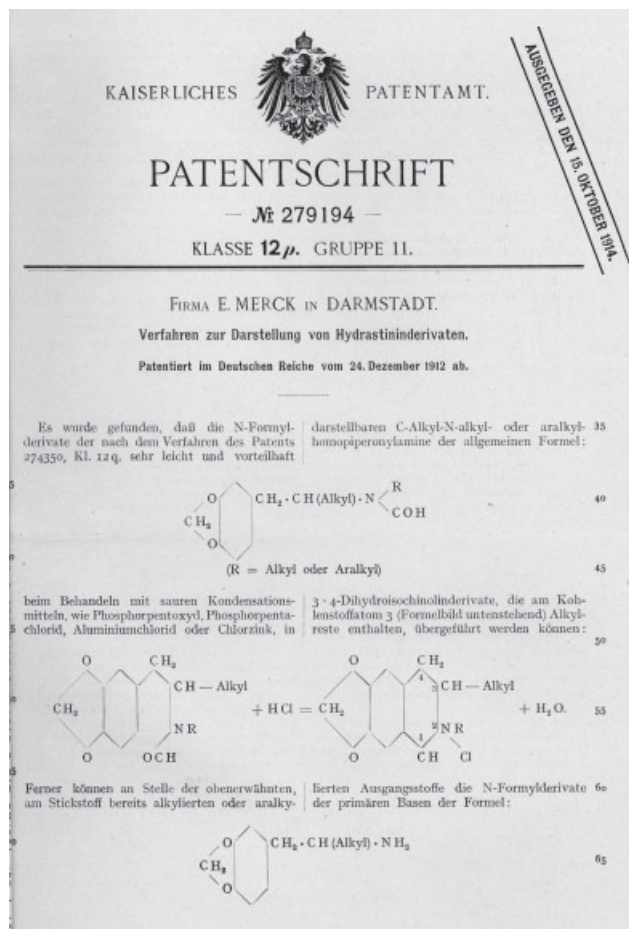 KAISERLICHES PATENTAMT.
AUSGEGEBEN DEN 15. OKTOBER 1914.
PATENTSCHRIFT
— № 279194 —
KLASSE 12p. GRUPPE 11.
FIRMA E. MERCK IN DARMSTADT.
Verfahren zur Darstellung von Hydrastininderivaten.
Patentiert im Deutschen Reiche vom 24. Dezember 1912 ab.
Es wurde gefunden, daß die N-Formyl-
derivate der nach dem Verfahren des Patents
274350, Kl. 12q. sehr leicht und vorteilhaft
darstellbaren C-Alkyl-N-alkyl- oder aralkyl- 35
homopiperonylamine der allgemeinen Formel:
O CH₂ · CH (Alkyl) · N R
CH₂ COH 40
O
(R = Alkyl oder Aralkyl) 45
beim Behandeln mit sauren Kondensations-
mitteln, wie Phosphorpentoxyd, Phosphorpenta-
chlorid, Aluminiumchlorid oder Chlorzink, in
3 · 4-Dihydroisochinolinderivate, die am Koh-
lenstoffatom 3 (Formelbild untenstehend) Alkyl-
reste enthalten, übergeführt werden können:
50
O CH₂ O CH₂
CH — Alkyl 4 3 CH — Alkyl
CH₂ + HCl = CH₂ + H₂O. 55
NR 2 NR
O OCH O 1 CH Cl
Ferner können an Stelle der obenerwähnten,
am Stickstoff bereits alkylierten oder aralky-
lierten Ausgangsstoffe die N-Formylderivate 60
der primären Basen der Formel:
O CH₂ · CH (Alkyl) · NH₂
CH₂ 65
O